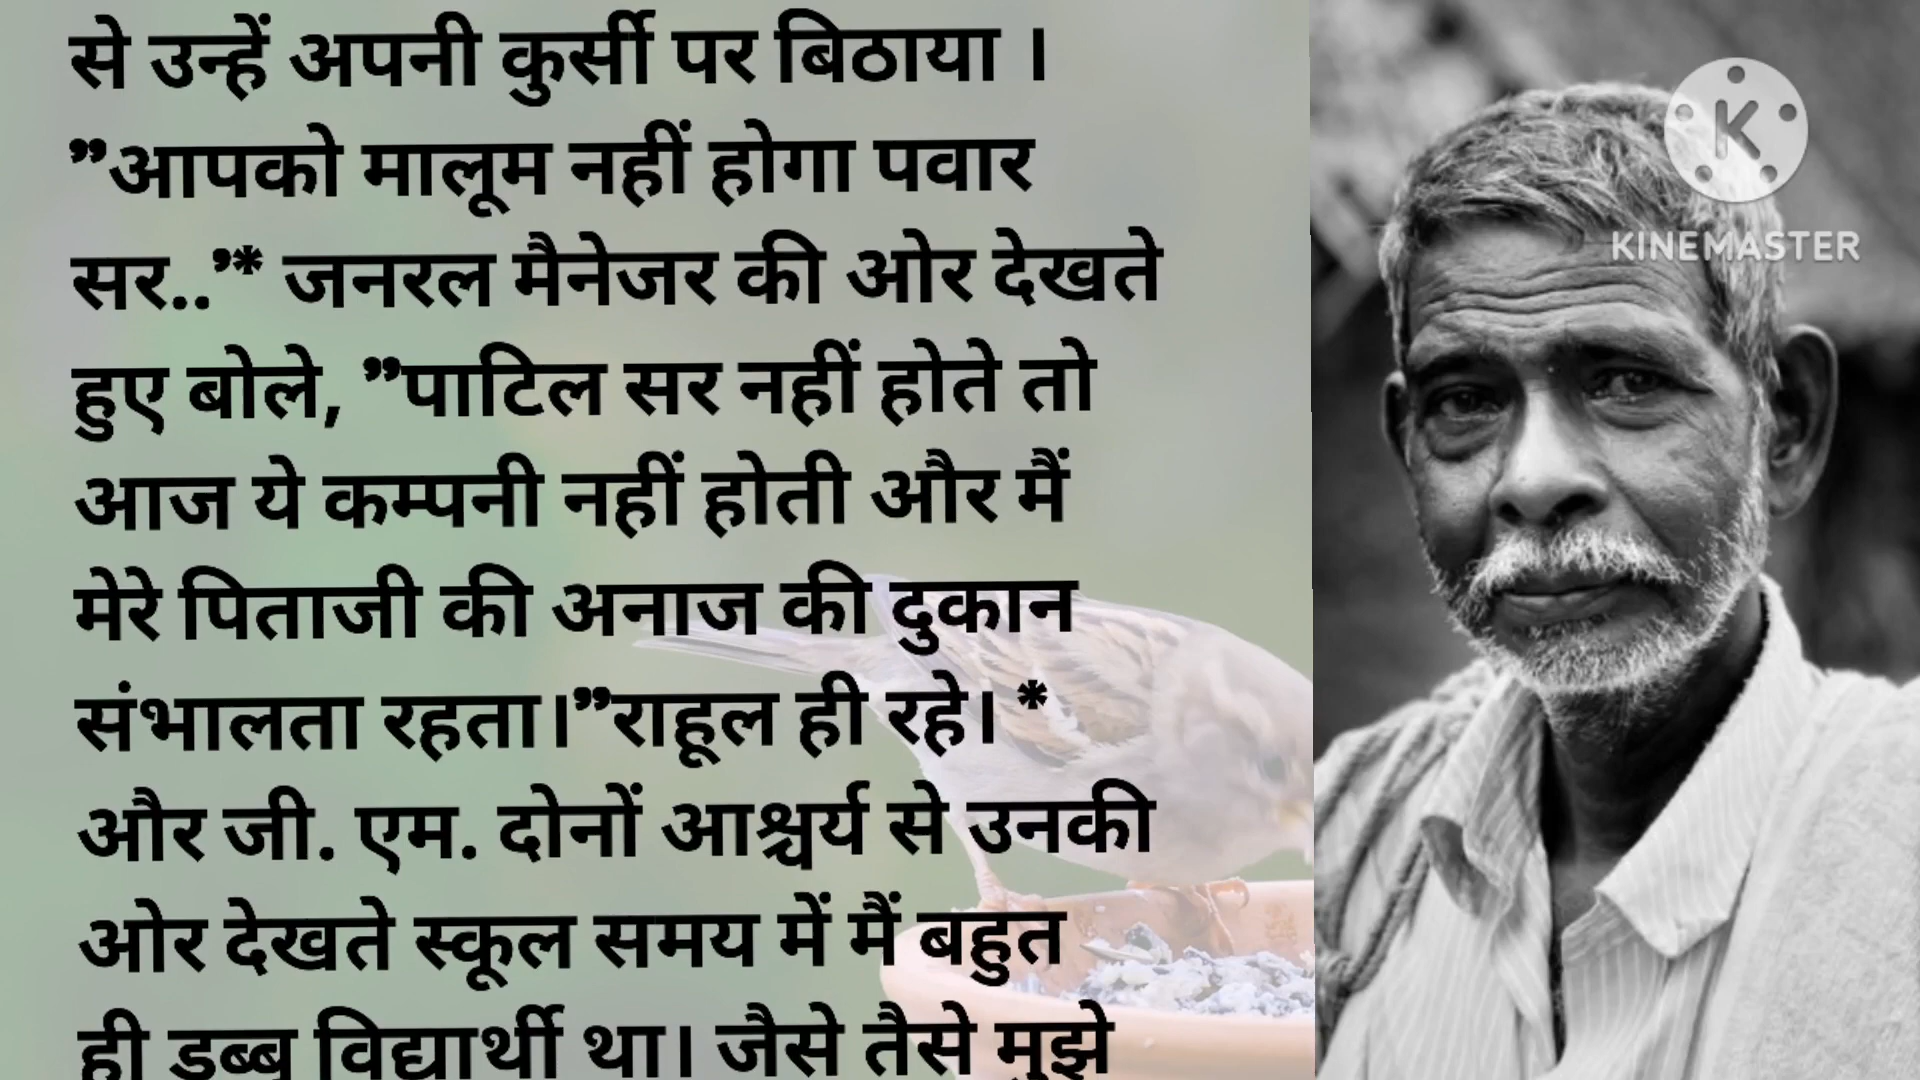 से उन्हें अपनी कुर्सी पर बिठाया ।
”आपको मालूम नहीं होगा पवार
सर..’* जनरल मैनेजर की ओर देखते
हुए बोले, ”पाटिल सर नहीं होते तो
आज ये कम्पनी नहीं होती और मैं
मेरे पिताजी की अनाज की दुकान
संभालता रहता।”राहूल ही रहे। *
और जी. एम. दोनों आश्चर्य से उनकी
ओर देखते स्कूल समय में मैं बहुत
ही डब्बू विद्यार्थी था। जैसे तैसे मुझे
K
KINEMASTER